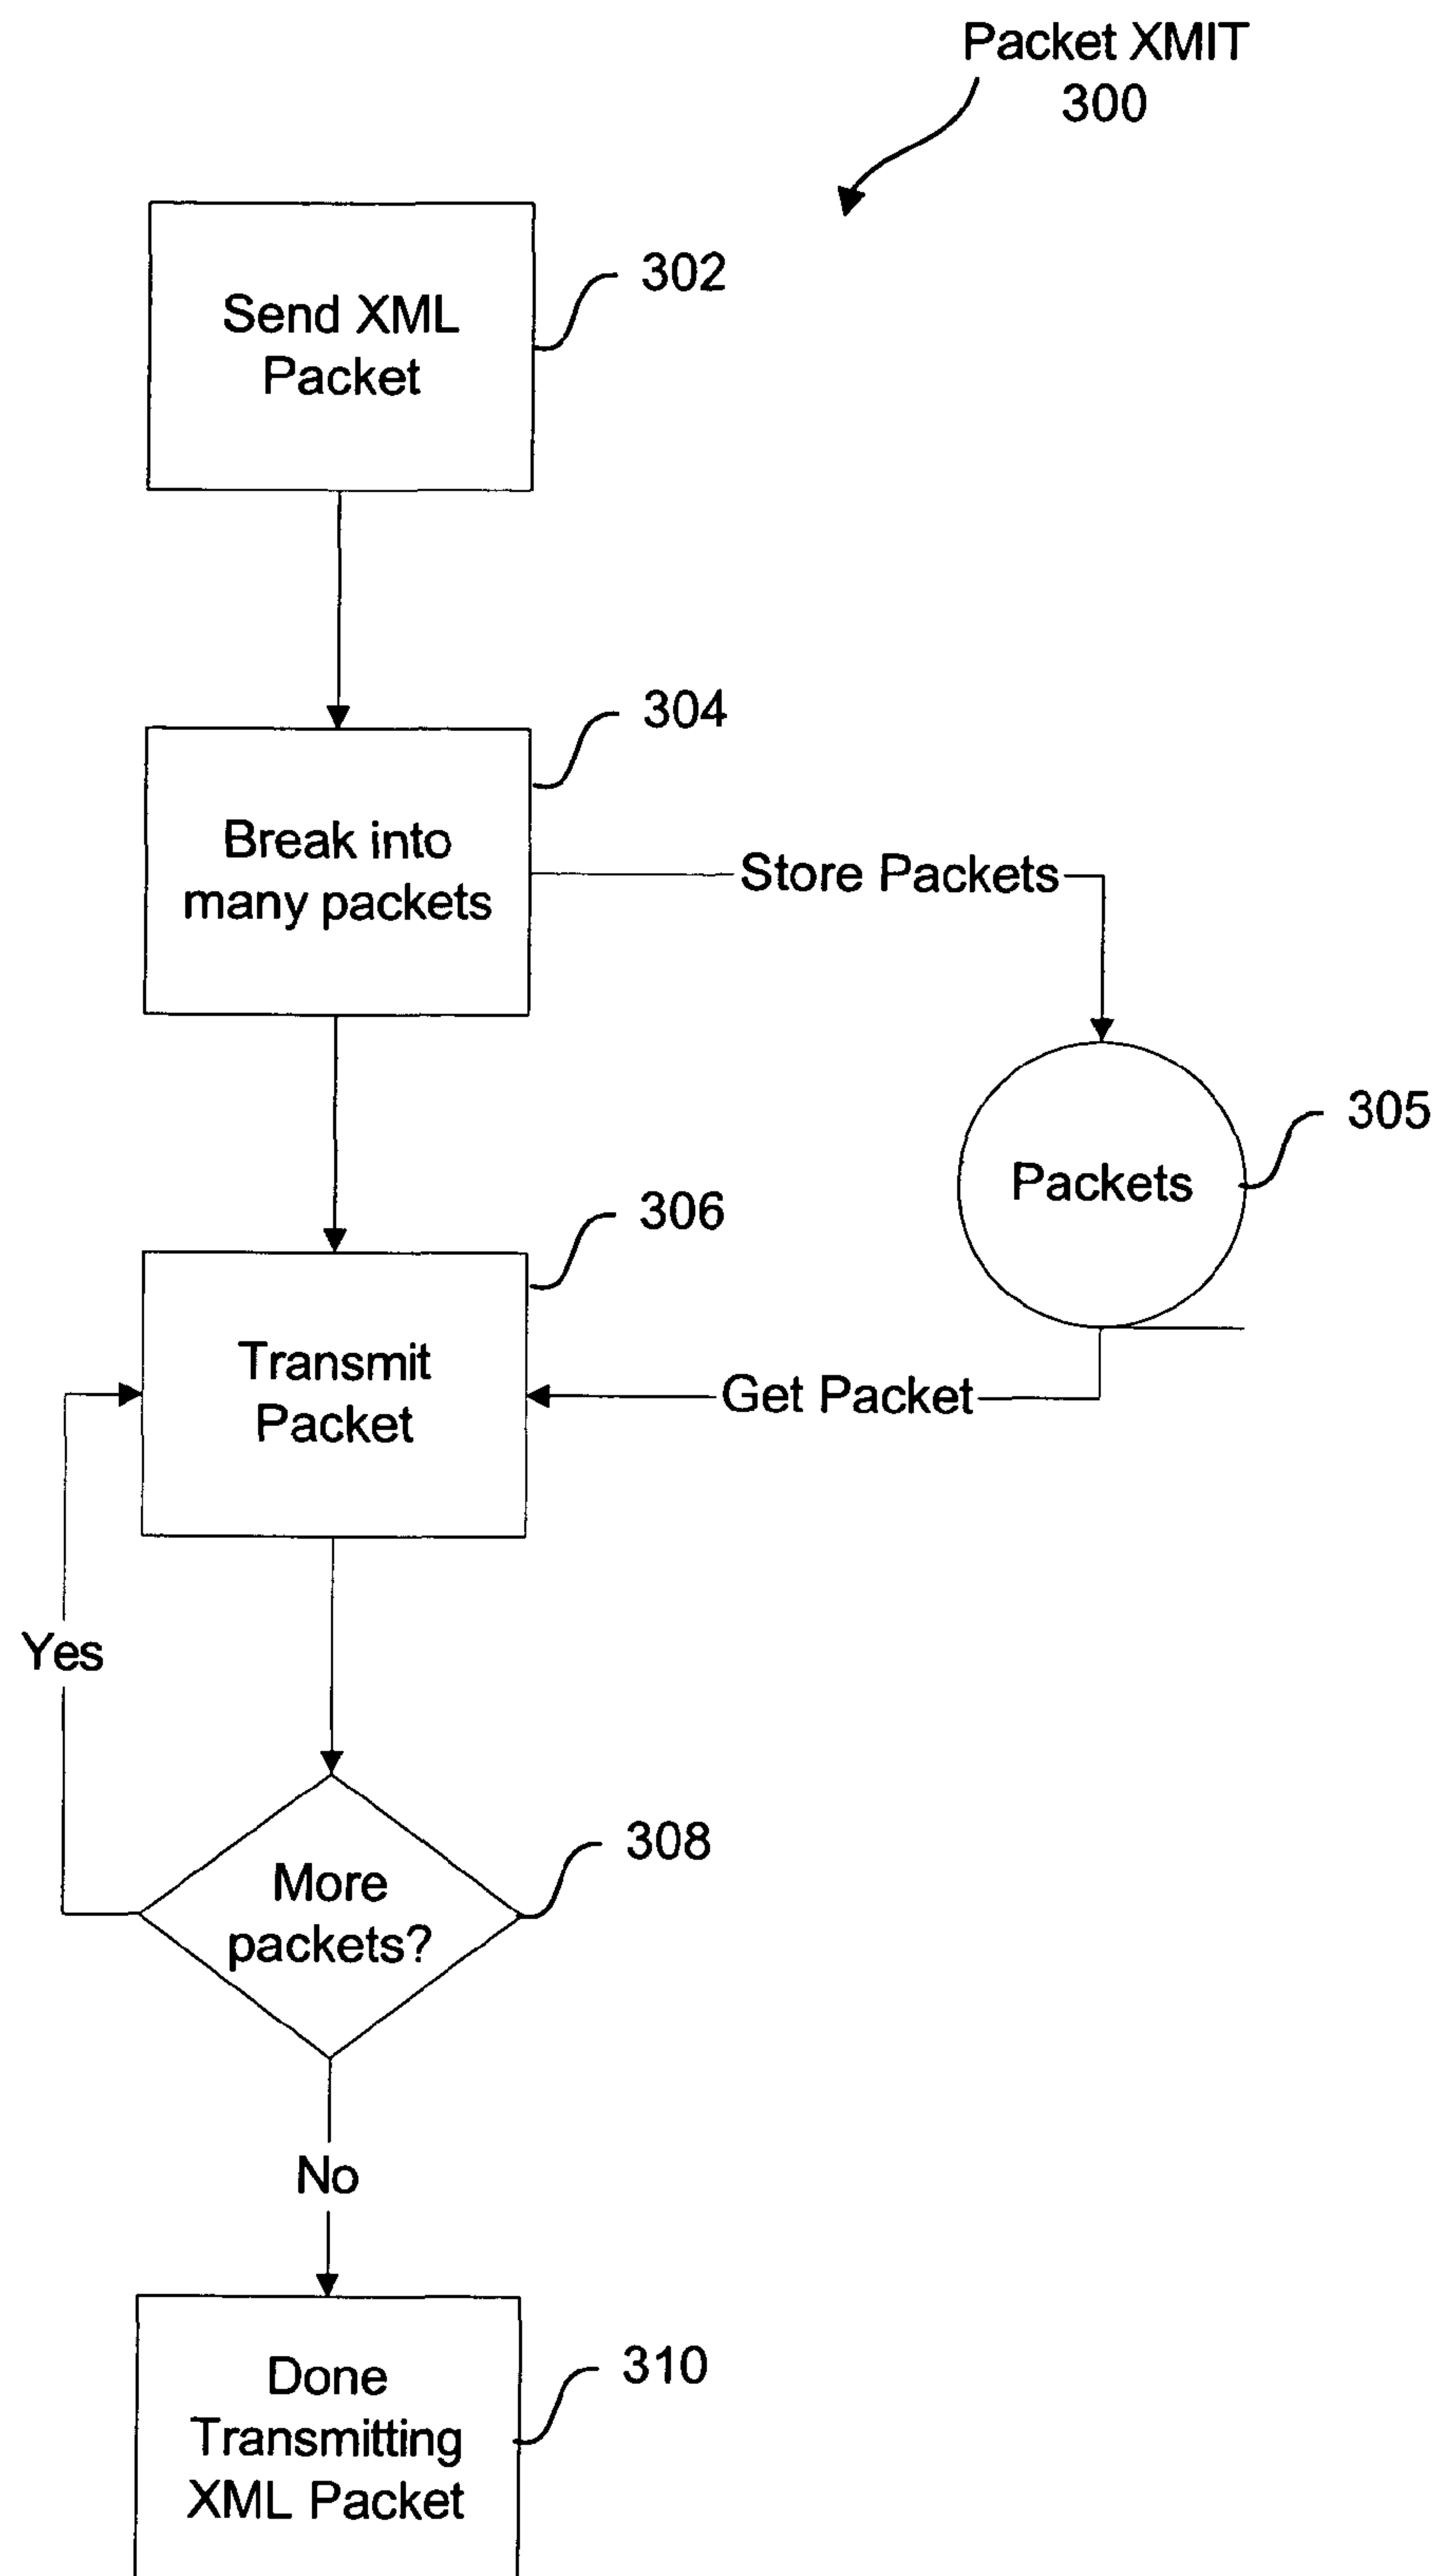 Packet XMIT
300
302
Send XML
Packet
304
Break into
many packets
Store Packets
305
Packets
306
Transmit
Packet
Get Packet
Yes
308
More
packets?
No
310
Done
Transmitting
XML Packet